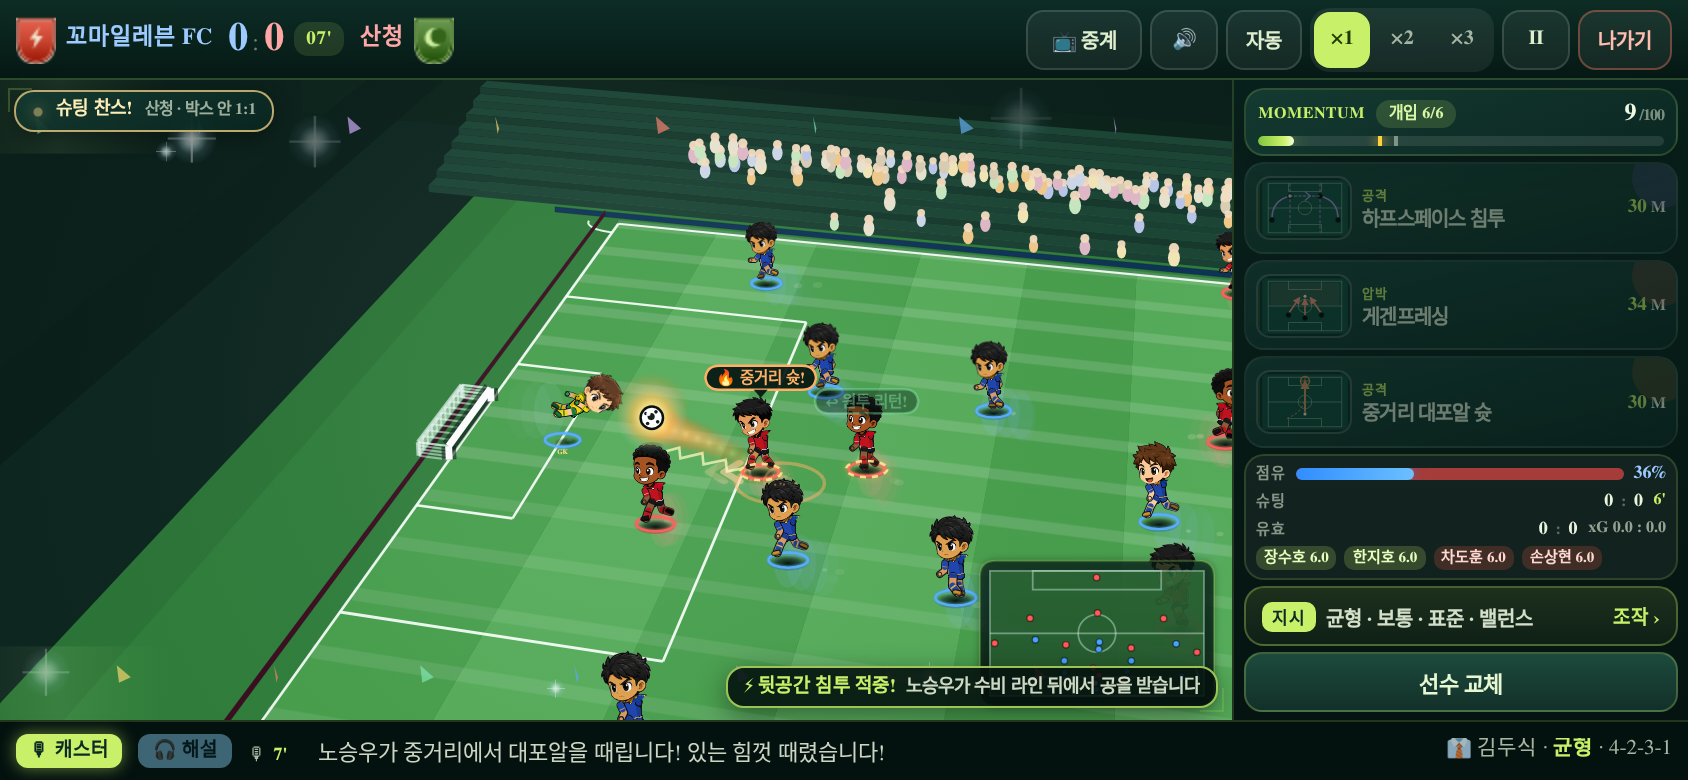 꼬마일레븐 FC 0 : 0 07' 산청
📺 중계 🔊 자동 ×1 ×2 ×3 II 나가기
슈팅 찬스! 산청 · 박스 안 1:1
MOMENTUM 개입 6/6 9 /100
공격
하프스페이스 침투 30 M
압박
게겐프레싱 34 M
공격
중거리 대포알 슛 30 M
🔥 중거리 슛!
↩ 원투 리턴!
GK
점유 36%
슈팅 0 : 0 6'
유효 0 : 0 xG 0.0 : 0.0
장수호 6.0 한지호 6.0 차도훈 6.0 손상현 6.0
지시 균형 · 보통 · 표준 · 밸런스 조작 ›
선수 교체
⚡ 뒷공간 침투 적중! 노승우가 수비 라인 뒤에서 공을 받습니다
🎙 캐스터 🎧 해설 🎙 7' 노승우가 중거리에서 대포알을 때립니다! 있는 힘껏 때렸습니다!
👔 김두식 · 균형 · 4-2-3-1